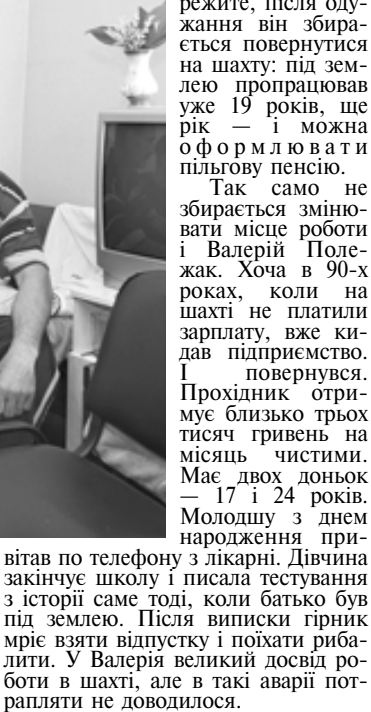 режите, після оду-
жання він збира-
ється повернутися
на шахту: під зем-
лею пропрацював
уже 19 років, ще
рік — і можна
оформлювати
пільгову пенсію.
Так само не
збирається зміню-
вати місце роботи
і Валерій Поле-
жак. Хоча в 90-х
роках, коли на
шахті не платили
зарплату, вже ки-
дав підприємство.
І повернувся.
Прохідник отри-
мує близько трьох
тисяч гривень на
місяць чистими.
Має двох доньок
— 17 і 24 років.
Молодшу з днем
народження при-
вітав по телефону з лікарні. Дівчина
закінчує школу і писала тестування
з історії саме тоді, коли батько був
під землею. Після виписки гірник
мріє взяти відпустку і поїхати риба-
лити. У Валерія великий досвід ро-
боти в шахті, але в такі аварії пот-
рапляти не доводилося.